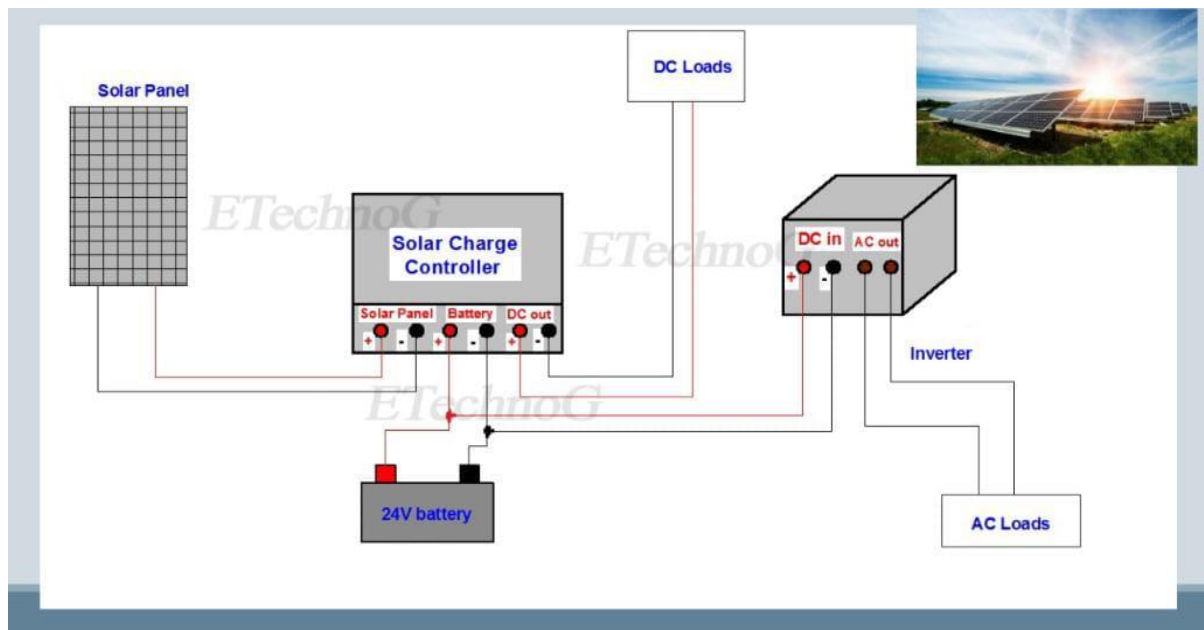 Solar Panel
DC Loads
ETechnoG
Solar Charge
Controller
ETechnoG
DC in AC out
+ -
Solar Panel Battery DC out
+ - + - + -
Inverter
ETechnoG
24V battery
AC Loads